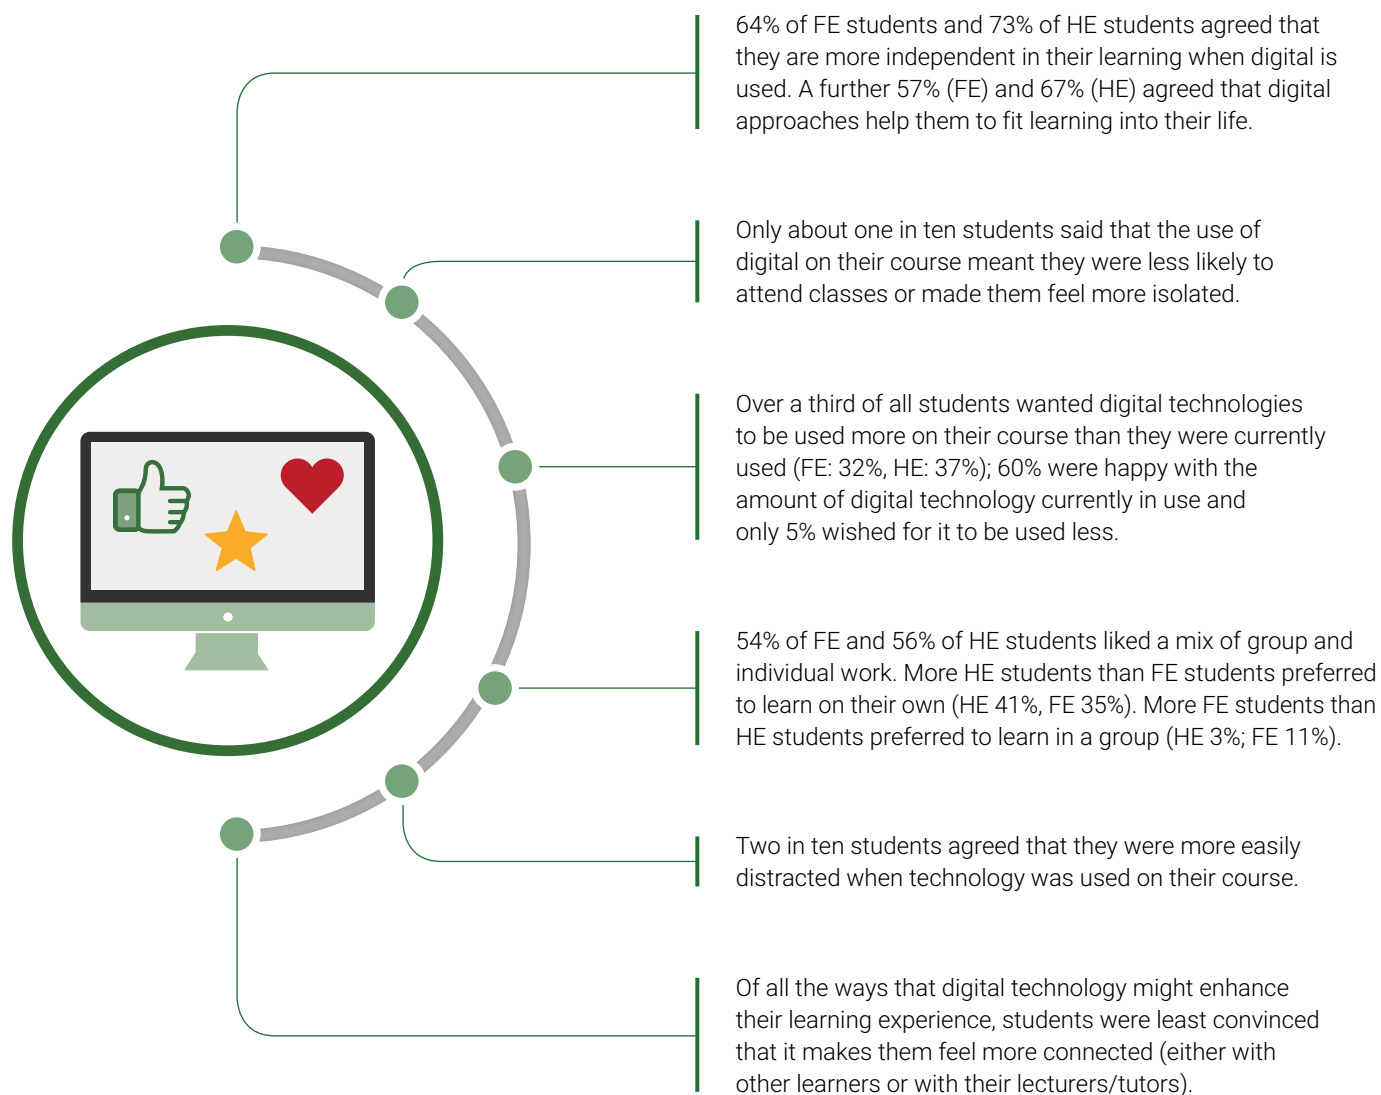 64% of FE students and 73% of HE students agreed that
they are more independent in their learning when digital is
used. A further 57% (FE) and 67% (HE) agreed that digital
approaches help them to fit learning into their life.
Only about one in ten students said that the use of
digital on their course meant they were less likely to
attend classes or made them feel more isolated.
Over a third of all students wanted digital technologies
to be used more on their course than they were currently
used (FE: 32%, HE: 37%); 60% were happy with the
amount of digital technology currently in use and
only 5% wished for it to be used less.
54% of FE and 56% of HE students liked a mix of group and
individual work. More HE students than FE students preferred
to learn on their own (HE 41%, FE 35%). More FE students than
HE students preferred to learn in a group (HE 3%; FE 11%).
Two in ten students agreed that they were more easily
distracted when technology was used on their course.
Of all the ways that digital technology might enhance
their learning experience, students were least convinced
that it makes them feel more connected (either with
other learners or with their lecturers/tutors).